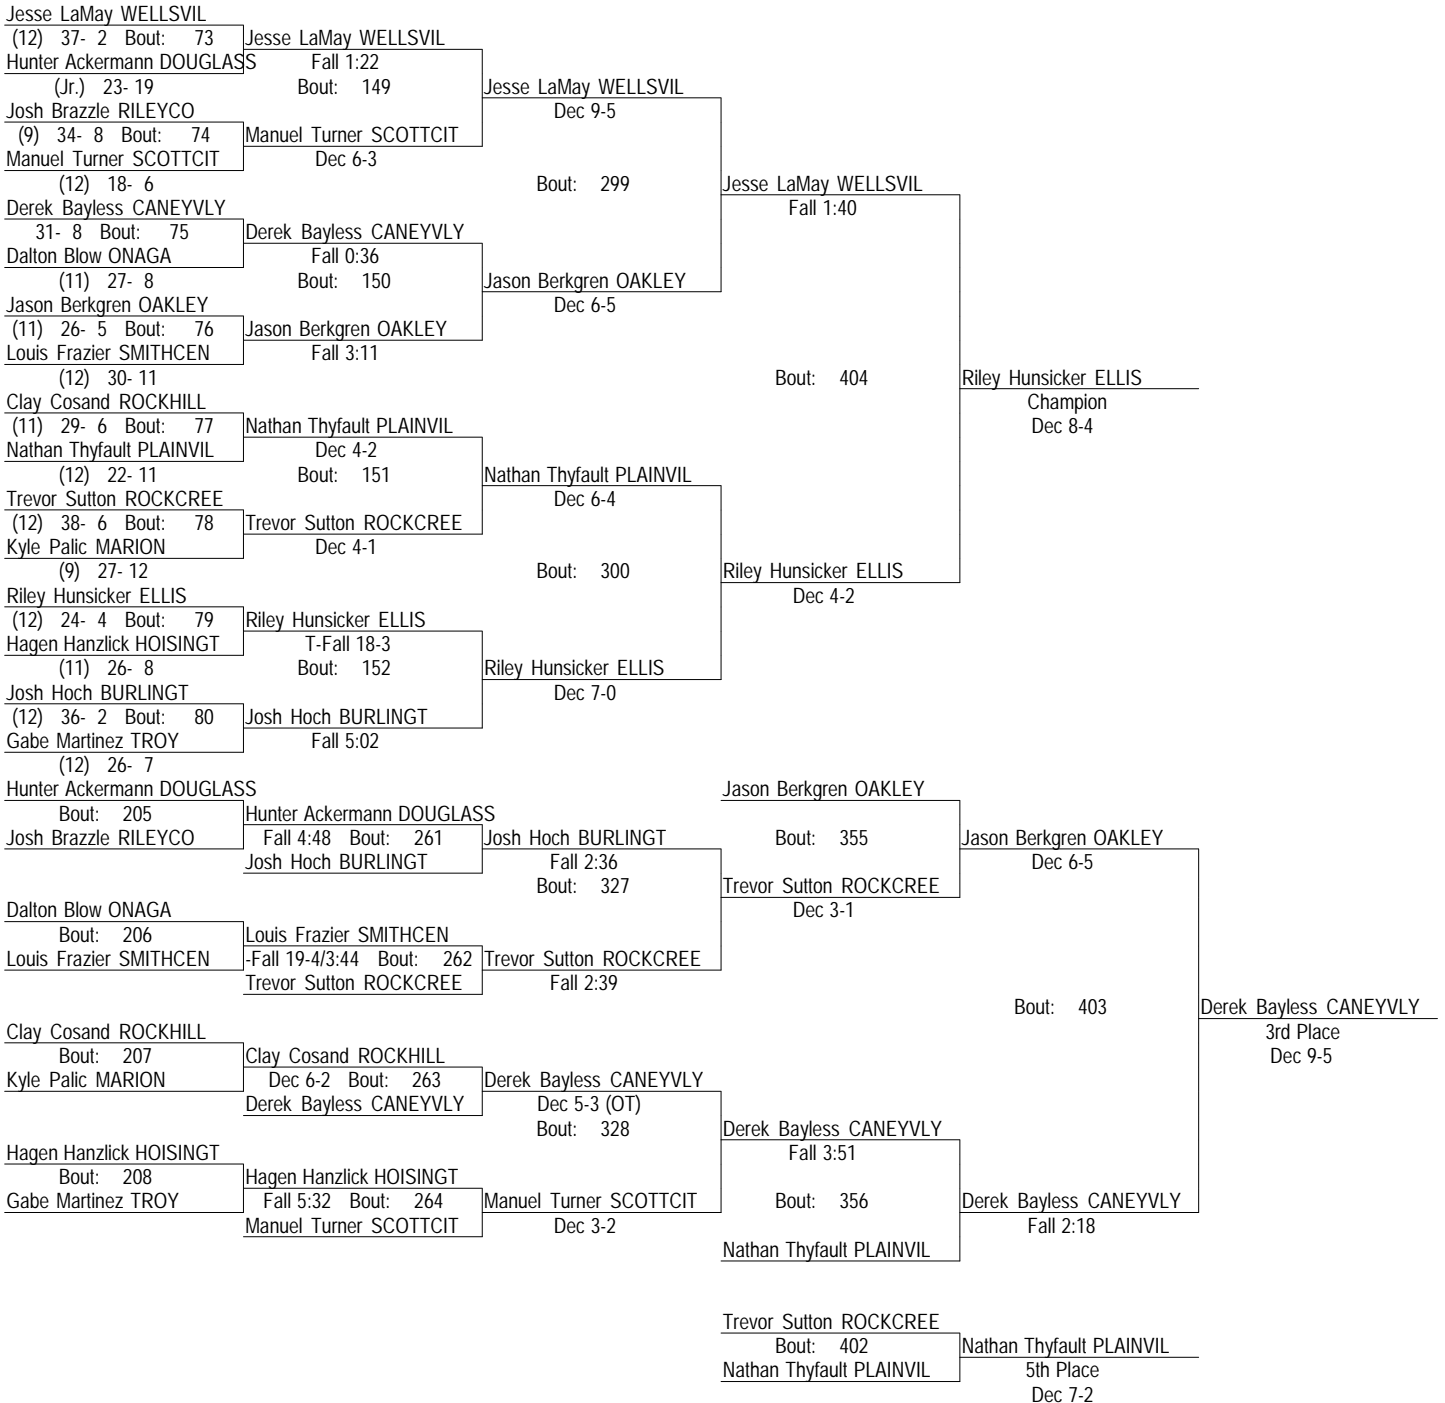 Jesse LaMay WELLSVIL
(12) 37- 2 Bout: 73 Jesse LaMay WELLSVIL
Hunter Ackermann DOUGLASS Fall 1:22
(Jr.) 23- 19 Bout: 149 Jesse LaMay WELLSVIL
Josh Brazzle RILEYCO Dec 9-5
(9) 34- 8 Bout: 74 Manuel Turner SCOTTCIT
Manuel Turner SCOTTCIT Dec 6-3
(12) 18- 6 Bout: 299 Jesse LaMay WELLSVIL
Derek Bayless CANEYVLY Fall 1:40
31- 8 Bout: 75 Derek Bayless CANEYVLY
Dalton Blow ONAGA Fall 0:36
(11) 27- 8 Bout: 150 Jason Berkgren OAKLEY
Jason Berkgren OAKLEY Dec 6-5
(11) 26- 5 Bout: 76 Jason Berkgren OAKLEY
Louis Frazier SMITHCEN Fall 3:11
(12) 30- 11 Bout: 404 Riley Hunsicker ELLIS
Clay Cosand ROCKHILL Champion
(11) 29- 6 Bout: 77 Nathan Thyfault PLAINVIL Dec 8-4
Nathan Thyfault PLAINVIL Dec 4-2
(12) 22- 11 Bout: 151 Nathan Thyfault PLAINVIL
Trevor Sutton ROCKCREE Dec 6-4
(12) 38- 6 Bout: 78 Trevor Sutton ROCKCREE
Kyle Palic MARION Dec 4-1
(9) 27- 12 Bout: 300 Riley Hunsicker ELLIS
Riley Hunsicker ELLIS Dec 4-2
(12) 24- 4 Bout: 79 Riley Hunsicker ELLIS
Hagen Hanzlick HOISINGT T-Fall 18-3
(11) 26- 8 Bout: 152 Riley Hunsicker ELLIS
Josh Hoch BURLINGT Dec 7-0
(12) 36- 2 Bout: 80 Josh Hoch BURLINGT
Gabe Martinez TROY Fall 5:02
(12) 26- 7
Hunter Ackermann DOUGLASS Jason Berkgren OAKLEY
Bout: 205 Hunter Ackermann DOUGLASS
Josh Brazzle RILEYCO Fall 4:48 Bout: 261 Josh Hoch BURLINGT Bout: 355 Jason Berkgren OAKLEY
Josh Hoch BURLINGT Fall 2:36 Dec 6-5
Bout: 327 Trevor Sutton ROCKCREE
Dalton Blow ONAGA Dec 3-1
Bout: 206 Louis Frazier SMITHCEN
Louis Frazier SMITHCEN -Fall 19-4/3:44 Bout: 262 Trevor Sutton ROCKCREE
Trevor Sutton ROCKCREE Fall 2:39
Bout: 403 Derek Bayless CANEYVLY
Clay Cosand ROCKHILL 3rd Place
Bout: 207 Clay Cosand ROCKHILL Dec 9-5
Kyle Palic MARION Dec 6-2 Bout: 263 Derek Bayless CANEYVLY
Derek Bayless CANEYVLY Dec 5-3 (OT)
Bout: 328 Derek Bayless CANEYVLY
Hagen Hanzlick HOISINGT Fall 3:51
Bout: 208 Hagen Hanzlick HOISINGT
Gabe Martinez TROY Fall 5:32 Bout: 264 Manuel Turner SCOTTCIT Bout: 356 Derek Bayless CANEYVLY
Manuel Turner SCOTTCIT Dec 3-2 Fall 2:18
Nathan Thyfault PLAINVIL
Trevor Sutton ROCKCREE
Bout: 402 Nathan Thyfault PLAINVIL
Nathan Thyfault PLAINVIL 5th Place
Dec 7-2